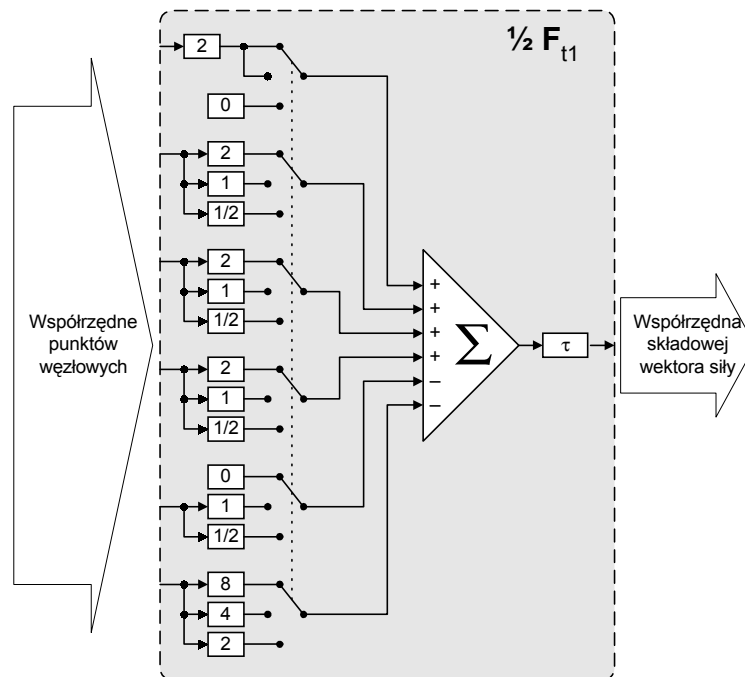 ½ Ft1
2
0
2
1
1/2
2
1
1/2
2
1
1/2
0
1
1/2
8
4
2
Współrzędne
punktów
węzłowych
+
+
+
+
–
–
Σ
τ
Współrzędna
składowej
wektora siły